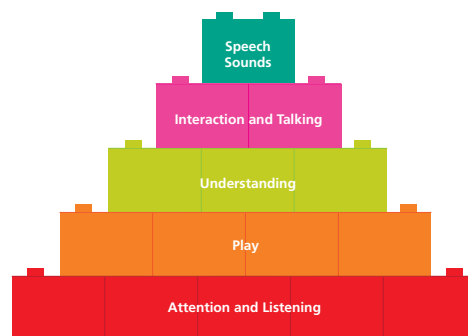 Speech
Sounds
Interaction and Talking
Understanding
Play
Attention and Listening